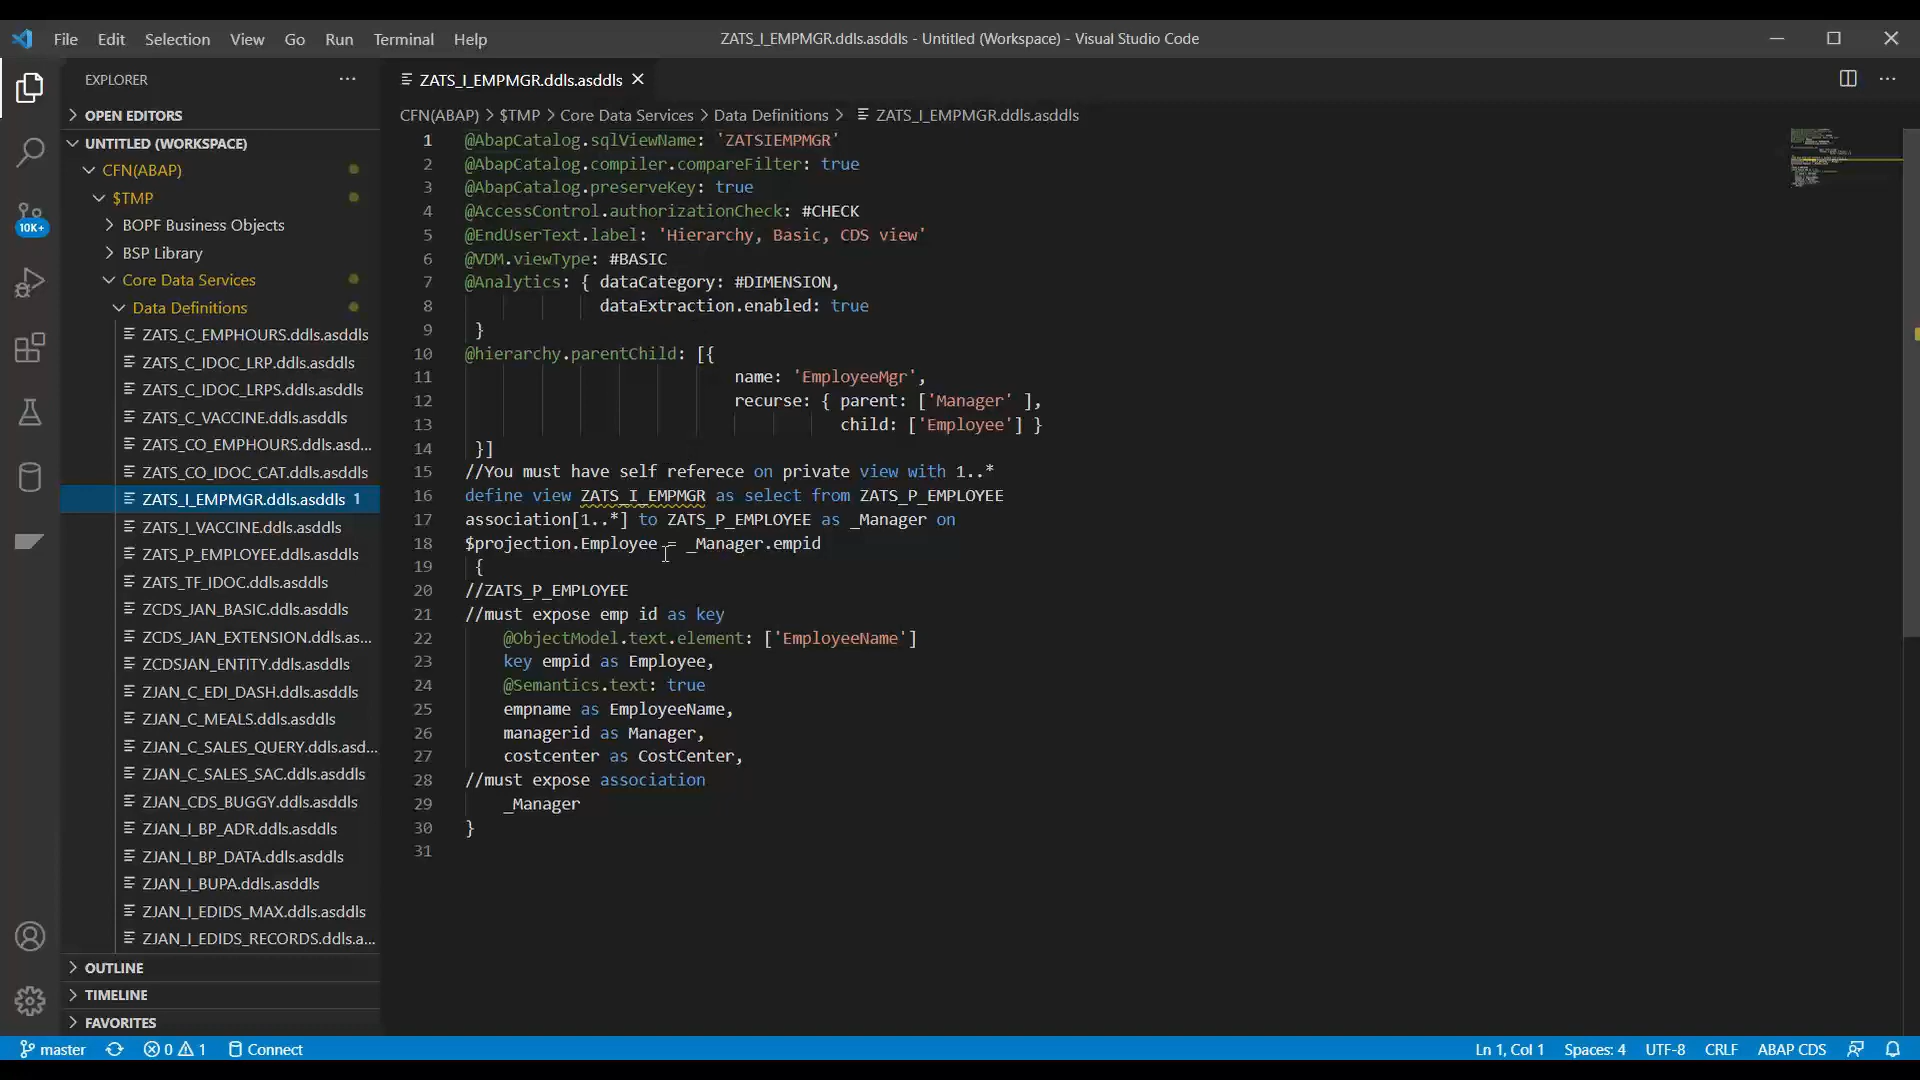 File Edit Selection View Go Run Terminal Help
ZATS_I_EMPMGR.ddls.asddls - Untitled (Workspace) - Visual Studio Code
EXPLORER
OPEN EDITORS
UNTITLED (WORKSPACE)
CFN(ABAP)
$TMP
BOPF Business Objects
BSP Library
Core Data Services
Data Definitions
ZATS_C_EMPHOURS.ddls.asddls
ZATS_C_IDOC_LRP.ddls.asddls
ZATS_C_IDOC_LRPS.ddls.asddls
ZATS_C_VACCINE.ddls.asddls
ZATS_CO_EMPHOURS.ddls.asd...
ZATS_CO_IDOC_CAT.ddls.asddls
ZATS_I_EMPMGR.ddls.asddls 1
ZATS_I_VACCINE.ddls.asddls
ZATS_P_EMPLOYEE.ddls.asddls
ZATS_TF_IDOC.ddls.asddls
ZCDS_JAN_BASIC.ddls.asddls
ZCDS_JAN_EXTENSION.ddls.as...
ZCDSJAN_ENTITY.ddls.asddls
ZJAN_C_EDI_DASH.ddls.asddls
ZJAN_C_MEALS.ddls.asddls
ZJAN_C_SALES_QUERY.ddls.asd...
ZJAN_C_SALES_SAC.ddls.asddls
ZJAN_CDS_BUGGY.ddls.asddls
ZJAN_I_BP_ADR.ddls.asddls
ZJAN_I_BP_DATA.ddls.asddls
ZJAN_I_BUPA.ddls.asddls
ZJAN_I_EDIDS_MAX.ddls.asddls
ZJAN_I_EDIDS_RECORDS.ddls.a...
OUTLINE
TIMELINE
FAVORITES
10K+
ZATS_I_EMPMGR.ddls.asddls
CFN(ABAP) > $TMP > Core Data Services > Data Definitions > ZATS_I_EMPMGR.ddls.asddls
1 @AbapCatalog.sqlViewName: 'ZATSIEMPMGR'
2 @AbapCatalog.compiler.compareFilter: true
3 @AbapCatalog.preserveKey: true
4 @AccessControl.authorizationCheck: #CHECK
5 @EndUserText.label: 'Hierarchy, Basic, CDS view'
6 @VDM.viewType: #BASIC
7 @Analytics: { dataCategory: #DIMENSION,
8 dataExtraction.enabled: true
9 }
10 @hierarchy.parentChild: [{
11 name: 'EmployeeMgr',
12 recurse: { parent: ['Manager' ],
13 child: ['Employee'] }
14 }]
15 //You must have self referece on private view with 1..*
16 define view ZATS_I_EMPMGR as select from ZATS_P_EMPLOYEE
17 association[1..*] to ZATS_P_EMPLOYEE as _Manager on
18 $projection.Employee = _Manager.empid
19 {
20 //ZATS_P_EMPLOYEE
21 //must expose emp id as key
22 @ObjectModel.text.element: ['EmployeeName']
23 key empid as Employee,
24 @Semantics.text: true
25 empname as EmployeeName,
26 managerid as Manager,
27 costcenter as CostCenter,
28 //must expose association
29 _Manager
30 }
31
master 0 1 Connect
Ln 1, Col 1 Spaces: 4 UTF-8 CRLF ABAP CDS